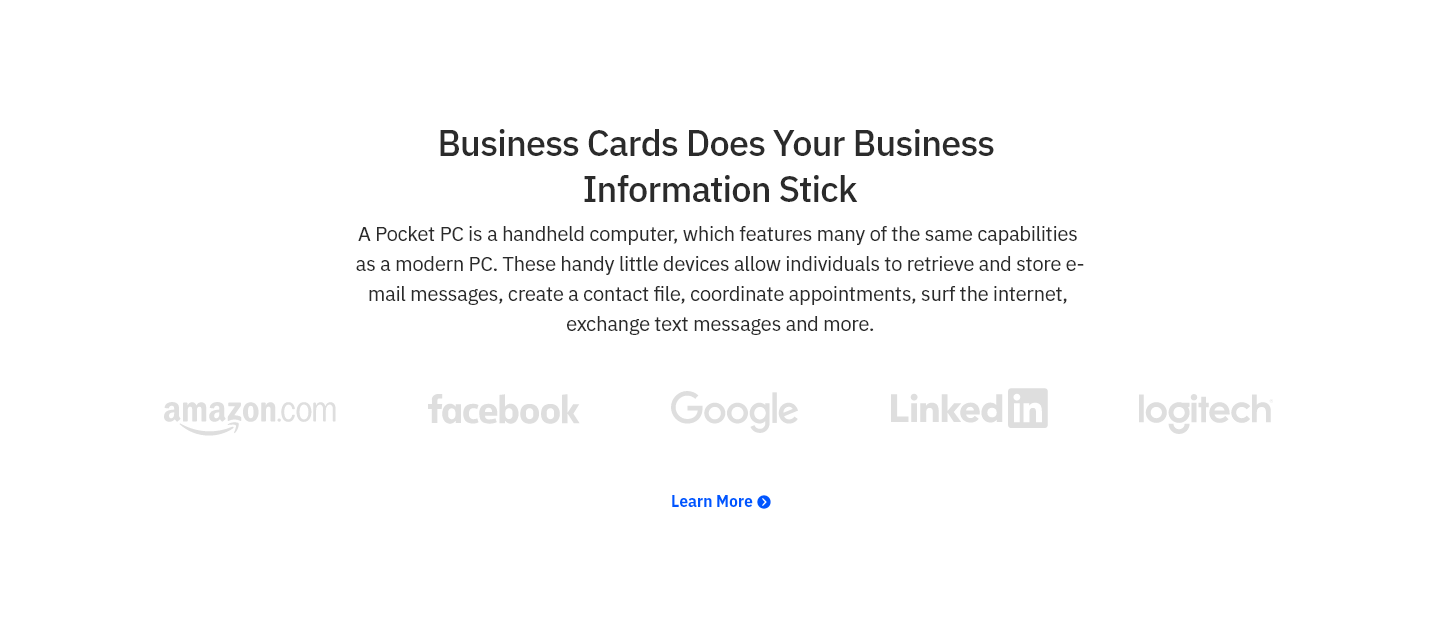 Business Cards Does Your Business
Information Stick
A Pocket PC is a handheld computer, which features many of the same capabilities
as a modern PC. These handy little devices allow individuals to retrieve and store e-
mail messages, create a contact file, coordinate appointments, surf the internet,
exchange text messages and more.
amazon.com facebook Google Linked in logitech
Learn More